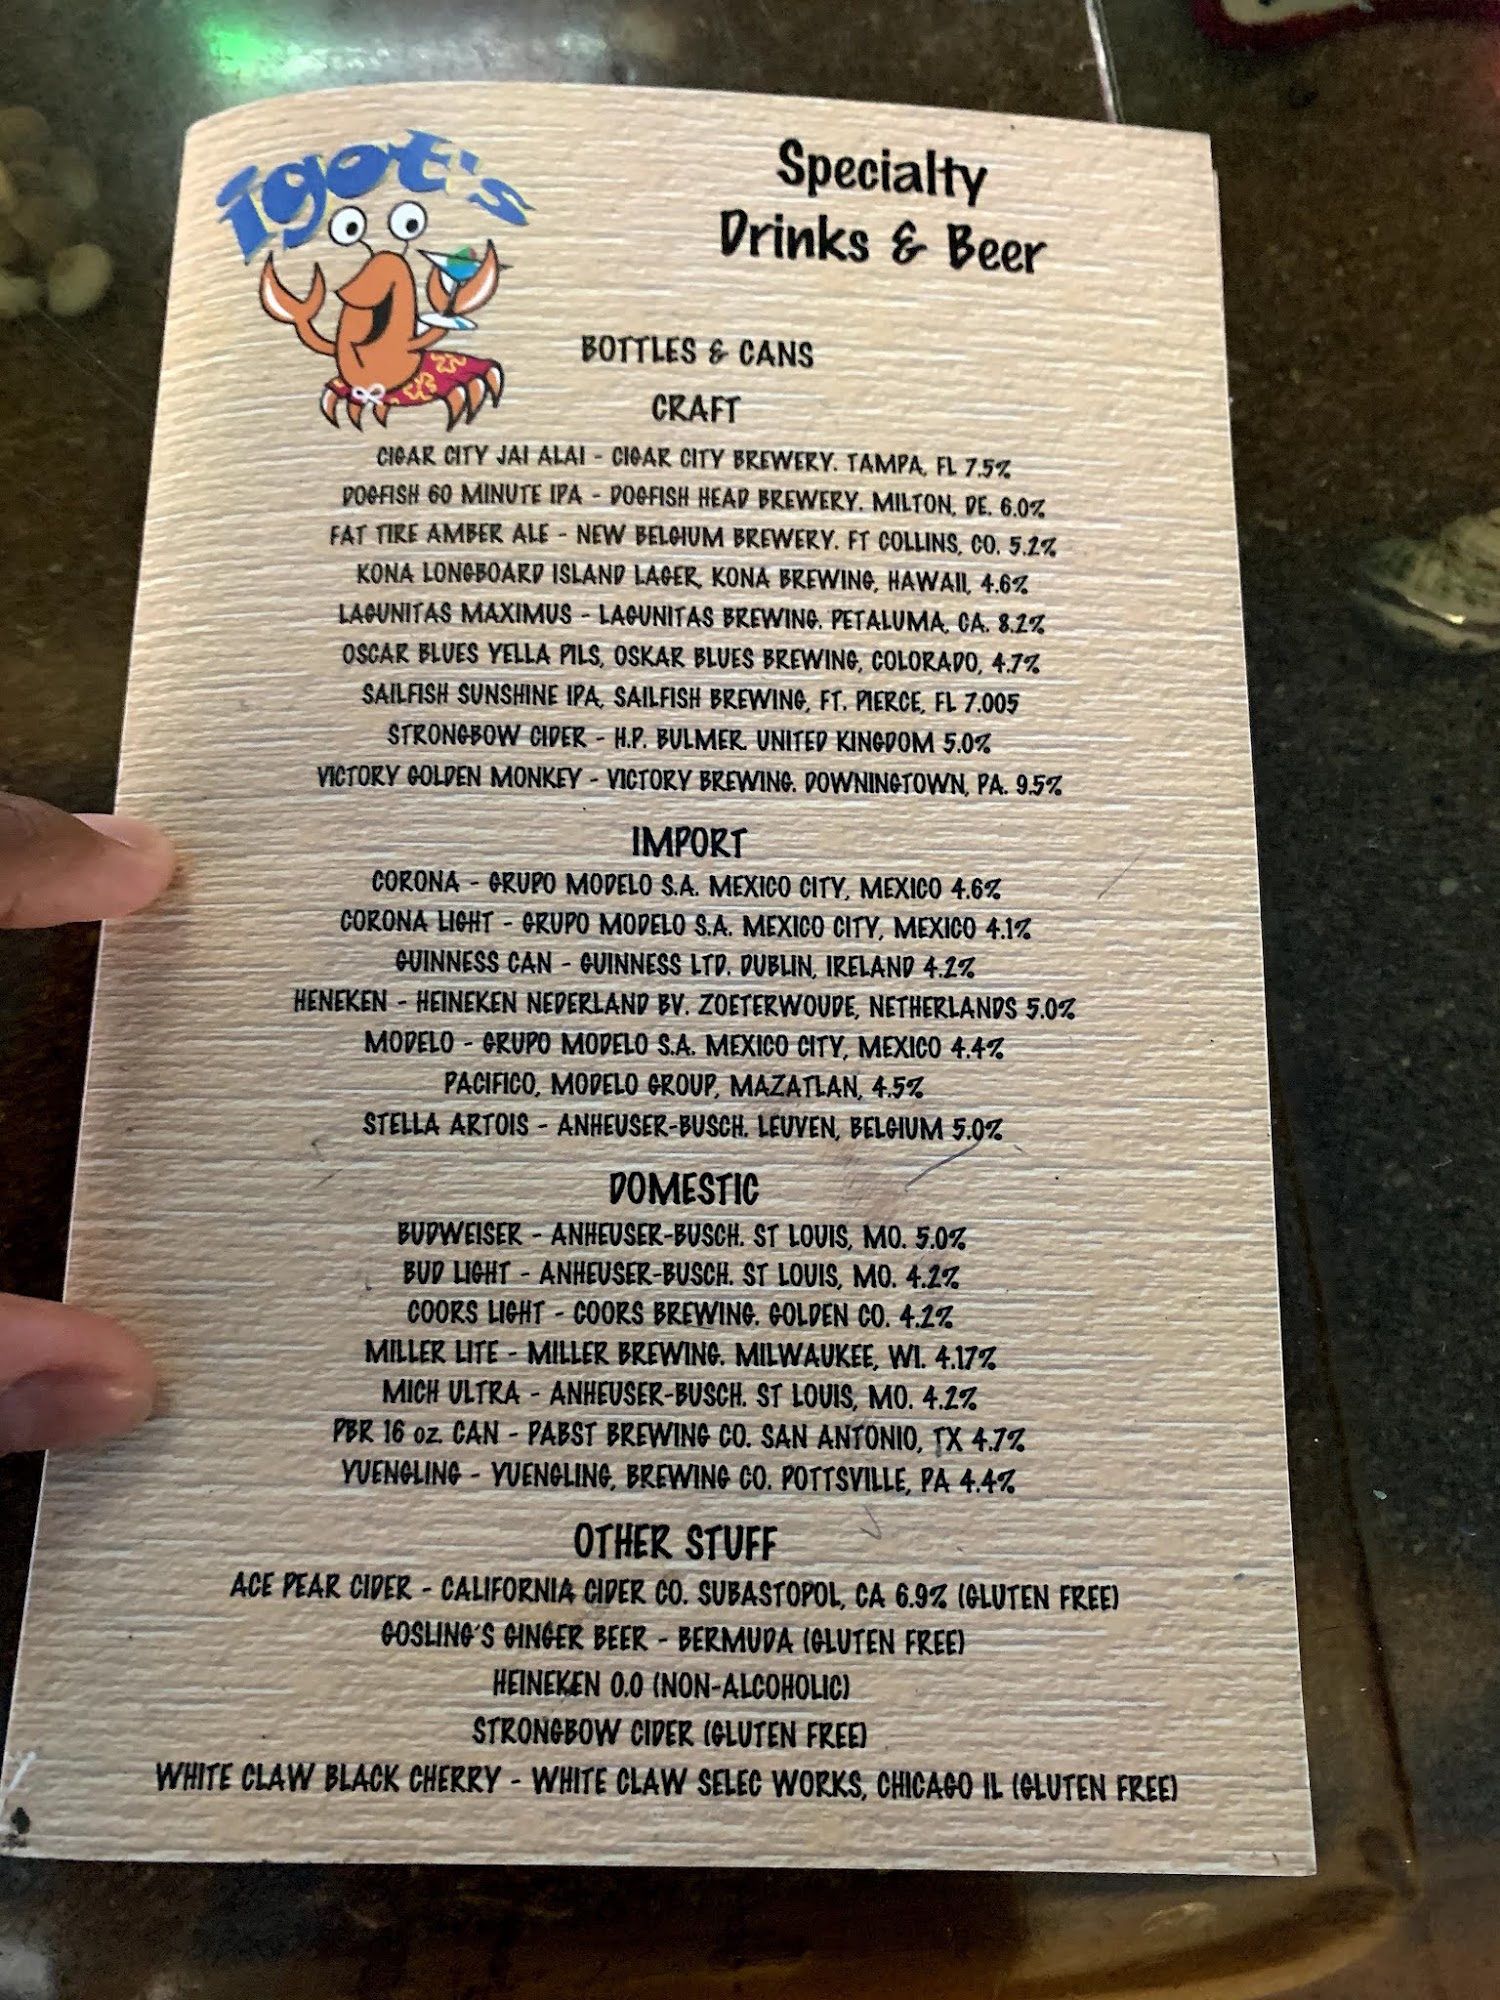 igot's
Specialty
Drinks & Beer
BOTTLES & CANS
CRAFT
CIGAR CITY JAI ALAI - CIGAR CITY BREWERY. TAMPA, FL 7.5%
DOGFISH 60 MINUTE IPA - DOGFISH HEAD BREWERY. MILTON, DE. 6.0%
FAT TIRE AMBER ALE - NEW BELGIUM BREWERY. FT COLLINS, CO. 5.2%
KONA LONGBOARD ISLAND LAGER, KONA BREWING, HAWAII, 4.6%
LAGUNITAS MAXIMUS - LAGUNITAS BREWING. PETALUMA, CA. 8.2%
OSCAR BLUES YELLA PILS, OSKAR BLUES BREWING, COLORADO, 4.7%
SAILFISH SUNSHINE IPA, SAILFISH BREWING, FT. PIERCE, FL 7.005
STRONGBOW CIDER - H.P. BULMER. UNITED KINGDOM 5.0%
VICTORY GOLDEN MONKEY - VICTORY BREWING. DOWNINGTOWN, PA. 9.5%
IMPORT
CORONA - GRUPO MODELO S.A. MEXICO CITY, MEXICO 4.6%
CORONA LIGHT - GRUPO MODELO S.A. MEXICO CITY, MEXICO 4.1%
GUINNESS CAN - GUINNESS LTD. DUBLIN, IRELAND 4.2%
HENEKEN - HEINEKEN NEDERLAND BV. ZOETERWOUDE, NETHERLANDS 5.0%
MODELO - GRUPO MODELO S.A. MEXICO CITY, MEXICO 4.4%
PACIFICO, MODELO GROUP, MAZATLAN, 4.5%
STELLA ARTOIS - ANHEUSER-BUSCH. LEUVEN, BELGIUM 5.0%
DOMESTIC
BUDWEISER - ANHEUSER-BUSCH. ST LOUIS, MO. 5.0%
BUD LIGHT - ANHEUSER-BUSCH. ST LOUIS, MO. 4.2%
COORS LIGHT - COORS BREWING. GOLDEN CO. 4.2%
MILLER LITE - MILLER BREWING. MILWAUKEE, WI. 4.17%
MICH ULTRA - ANHEUSER-BUSCH. ST LOUIS, MO. 4.2%
PBR 16 oz. CAN - PABST BREWING CO. SAN ANTONIO, TX 4.7%
YUENGLING - YUENGLING, BREWING CO. POTTSVILLE, PA 4.4%
OTHER STUFF
ACE PEAR CIDER - CALIFORNIA CIDER CO. SUBASTOPOL, CA 6.9% (GLUTEN FREE)
GOSLING'S GINGER BEER - BERMUDA (GLUTEN FREE)
HEINEKEN 0.0 (NON-ALCOHOLIC)
STRONGBOW CIDER (GLUTEN FREE)
WHITE CLAW BLACK CHERRY - WHITE CLAW SELEC WORKS, CHICAGO IL (GLUTEN FREE)